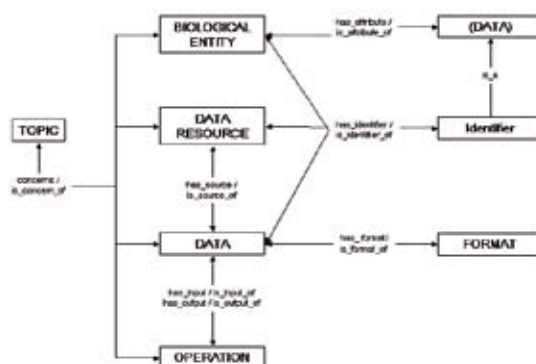 BIOLOGICAL
ENTITY
has_attribute /
is_attribute_of
(DATA)
is_a
DATA
RESOURCE
has_identifier /
is_identifier_of
Identifier
TOPIC
concerns /
is_concern_of
has_source /
is_source_of
DATA
has_format/
is_format_of
FORMAT
has_input / is_input_of
has_output / is_output_of
OPERATION